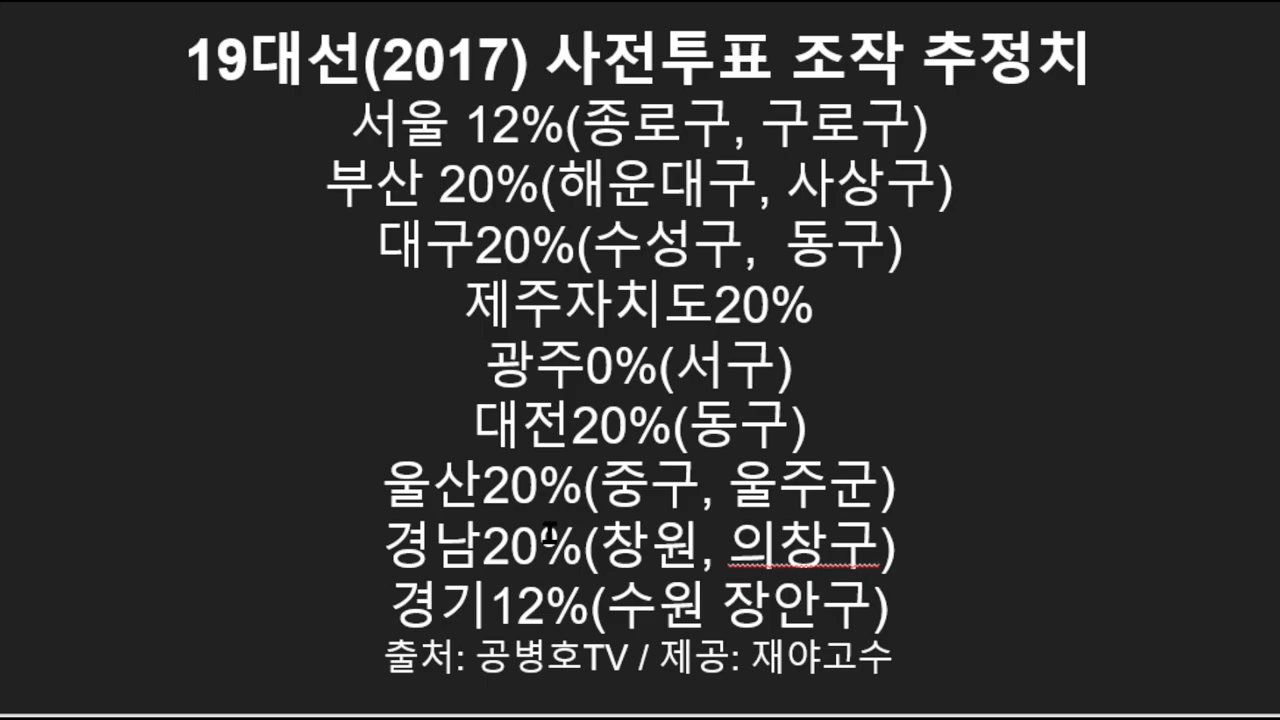 19대선(2017) 사전투표 조작 추정치
서울 12%(종로구, 구로구)
부산 20%(해운대구, 사상구)
대구20%(수성구, 동구)
제주자치도20%
광주0%(서구)
대전20%(동구)
울산20%(중구, 울주군)
경남20%(창원, 의창구)
경기12%(수원 장안구)
출처: 공병호TV / 제공: 재야고수